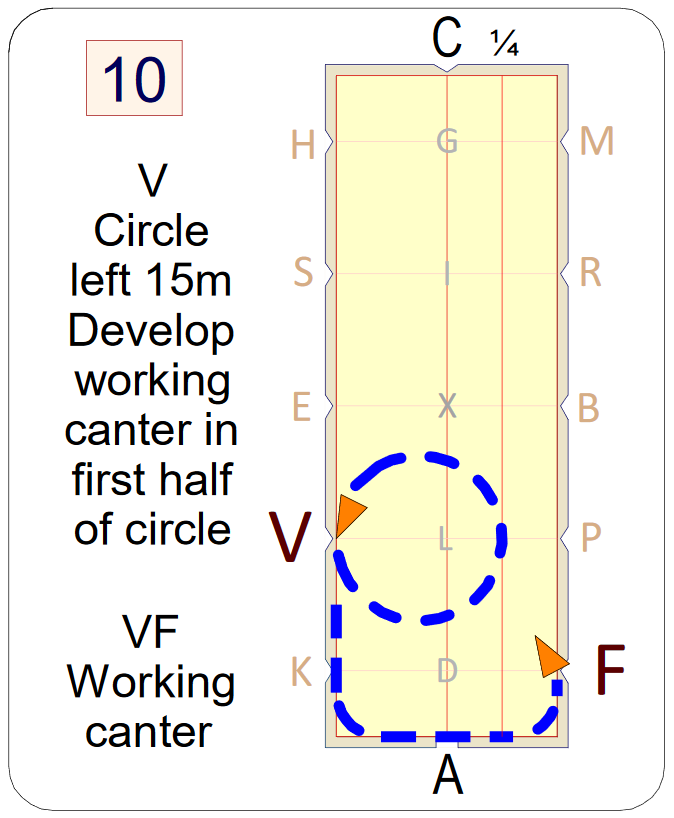 10
V
Circle
left 15m
Develop
working
canter in
first half
of circle
VF
Working
canter
C ¼
H G M
S I R
E X B
V L P
K D F
A